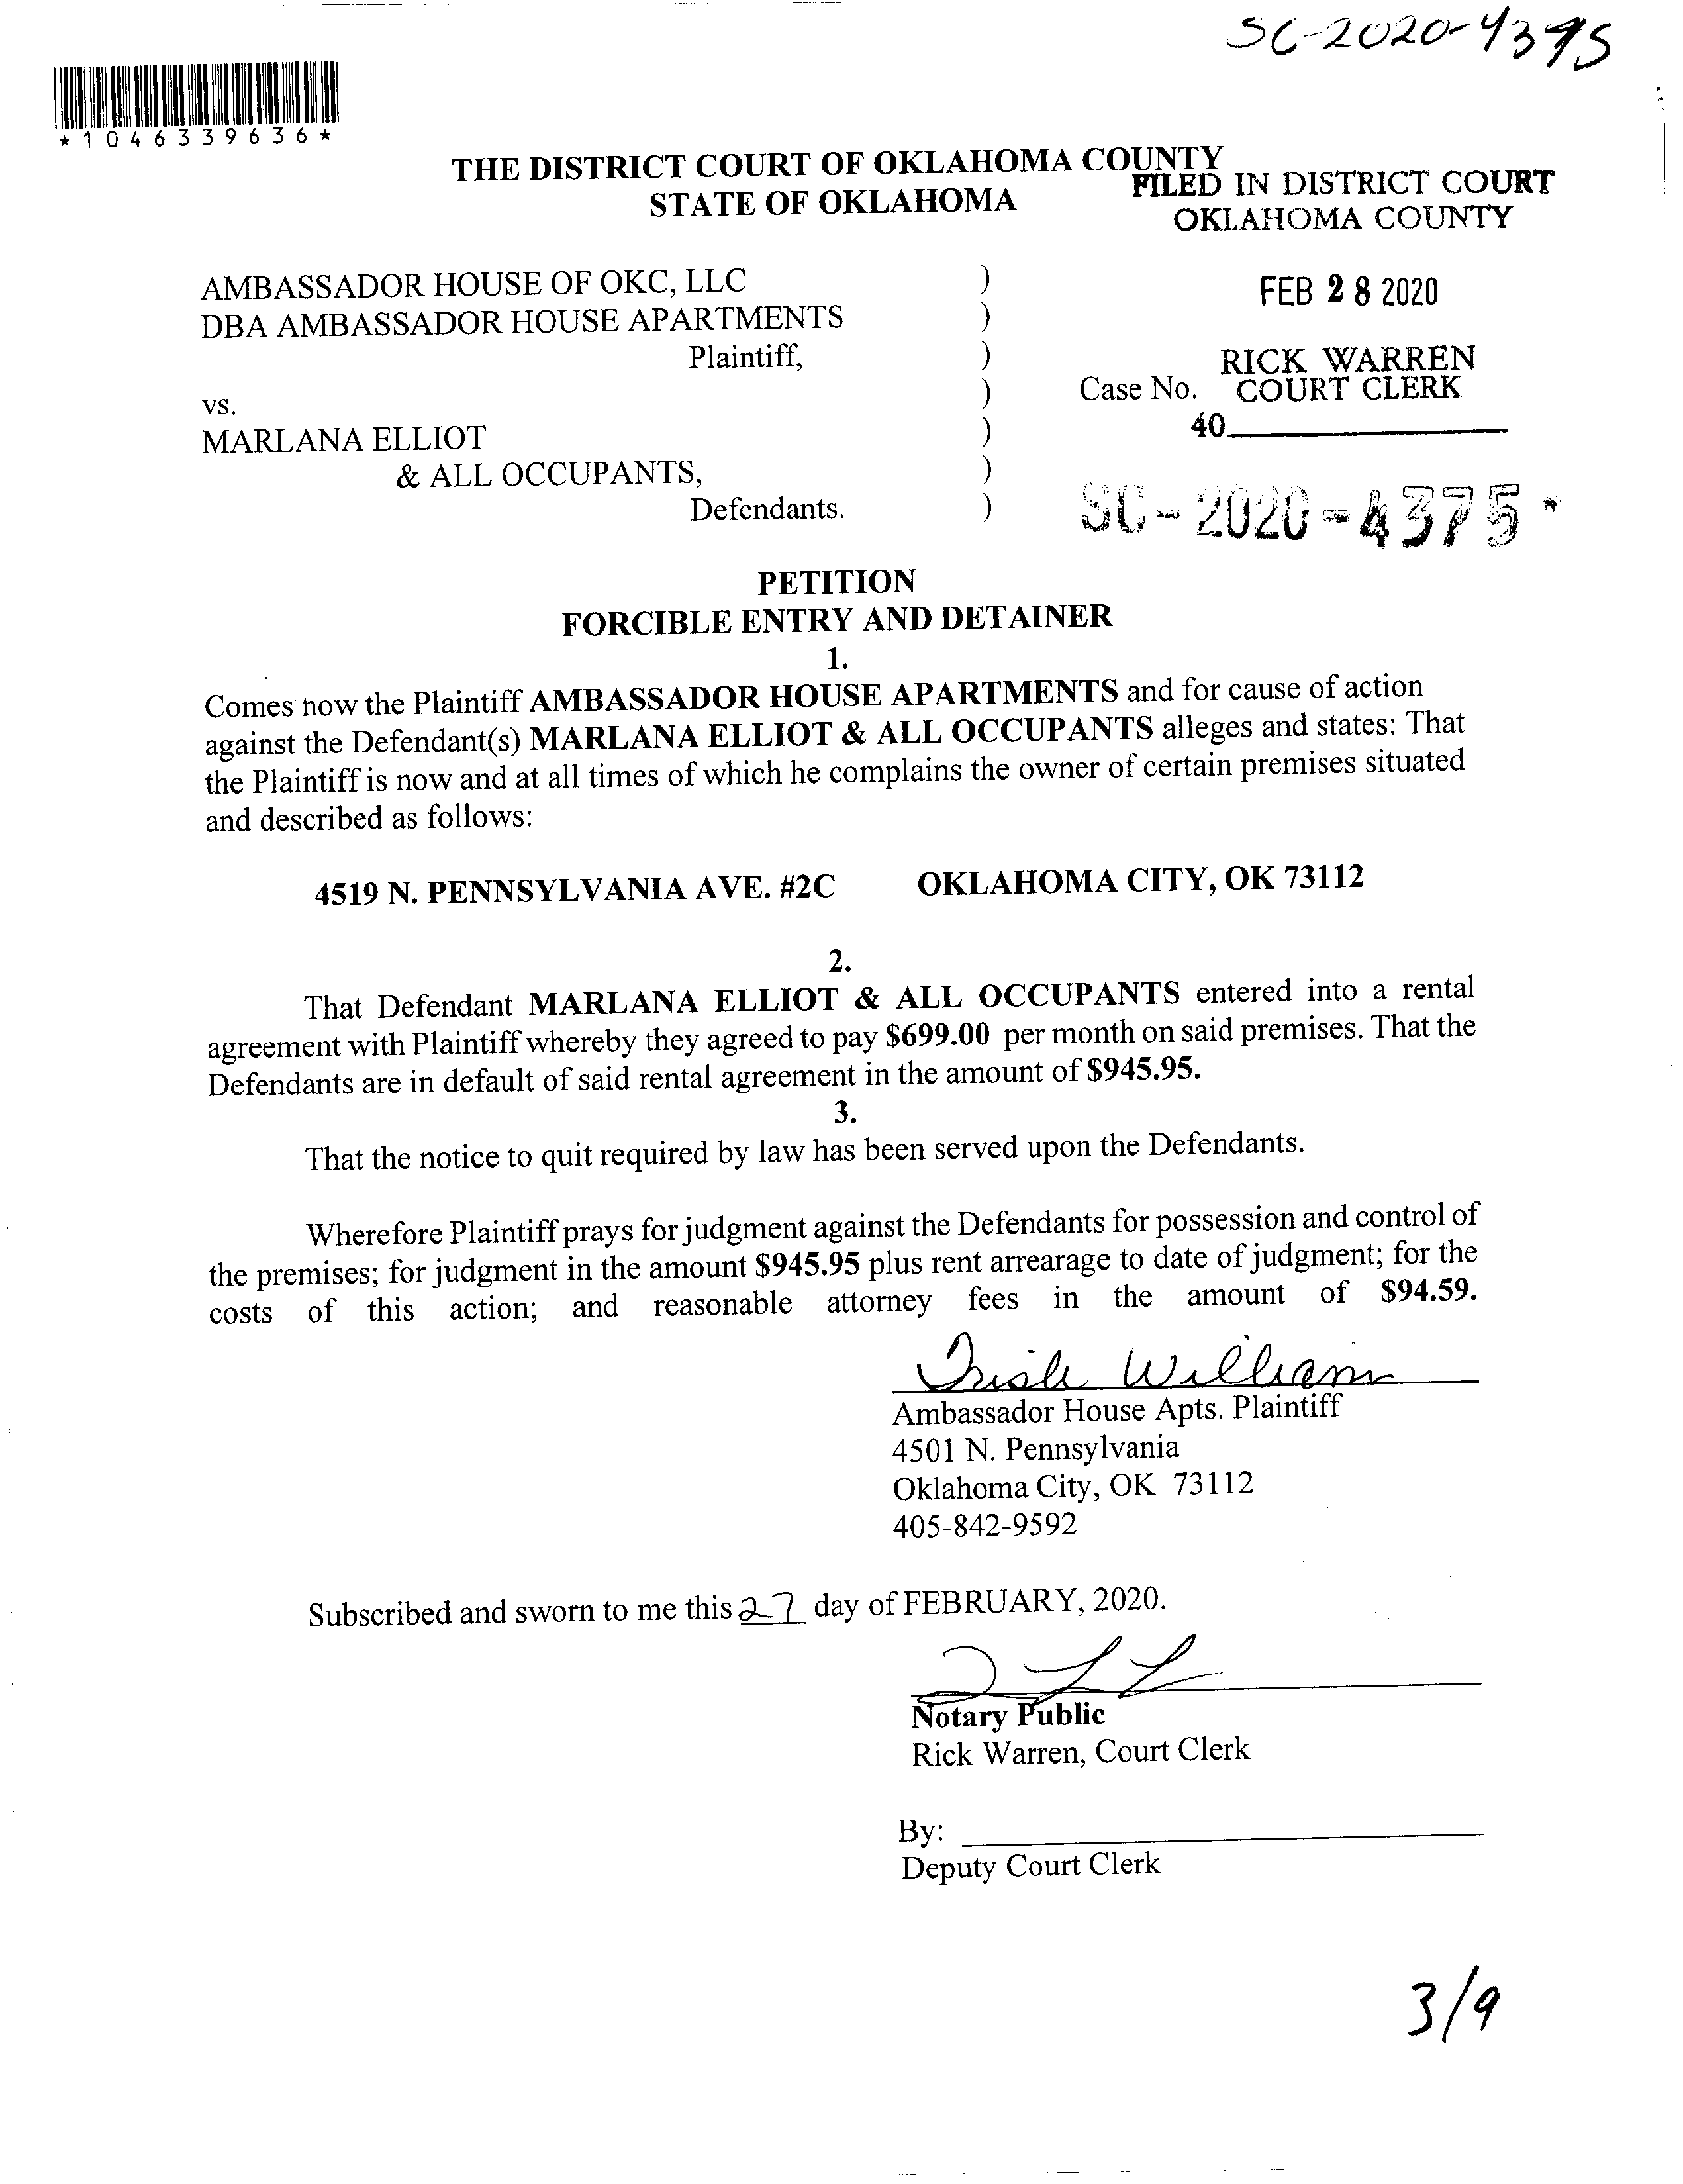 SC-2020-4375
*1046339636*
THE DISTRICT COURT OF OKLAHOMA COUNTY
STATE OF OKLAHOMA
FILED IN DISTRICT COURT
OKLAHOMA COUNTY
AMBASSADOR HOUSE OF OKC, LLC )
DBA AMBASSADOR HOUSE APARTMENTS )
Plaintiff, )
FEB 28 2020
RICK WARREN
vs. ) Case No. COURT CLERK
MARLANA ELLIOT ) 40
& ALL OCCUPANTS, )
Defendants. ) SC-2020-4375
PETITION
FORCIBLE ENTRY AND DETAINER
1.
Comes now the Plaintiff AMBASSADOR HOUSE APARTMENTS and for cause of action
against the Defendant(s) MARLANA ELLIOT & ALL OCCUPANTS alleges and states: That
the Plaintiff is now and at all times of which he complains the owner of certain premises situated
and described as follows:
4519 N. PENNSYLVANIA AVE. #2C OKLAHOMA CITY, OK 73112
2.
That Defendant MARLANA ELLIOT & ALL OCCUPANTS entered into a rental
agreement with Plaintiff whereby they agreed to pay $699.00 per month on said premises. That the
Defendants are in default of said rental agreement in the amount of $945.95.
3.
That the notice to quit required by law has been served upon the Defendants.
Wherefore Plaintiff prays for judgment against the Defendants for possession and control of
the premises; for judgment in the amount $945.95 plus rent arrearage to date of judgment; for the
costs of this action; and reasonable attorney fees in the amount of $94.59.
Trish Williams
Ambassador House Apts. Plaintiff
4501 N. Pennsylvania
Oklahoma City, OK 73112
405-842-9592
Subscribed and sworn to me this 27 day of FEBRUARY, 2020.
Notary Public
Rick Warren, Court Clerk
By:
Deputy Court Clerk
3/9